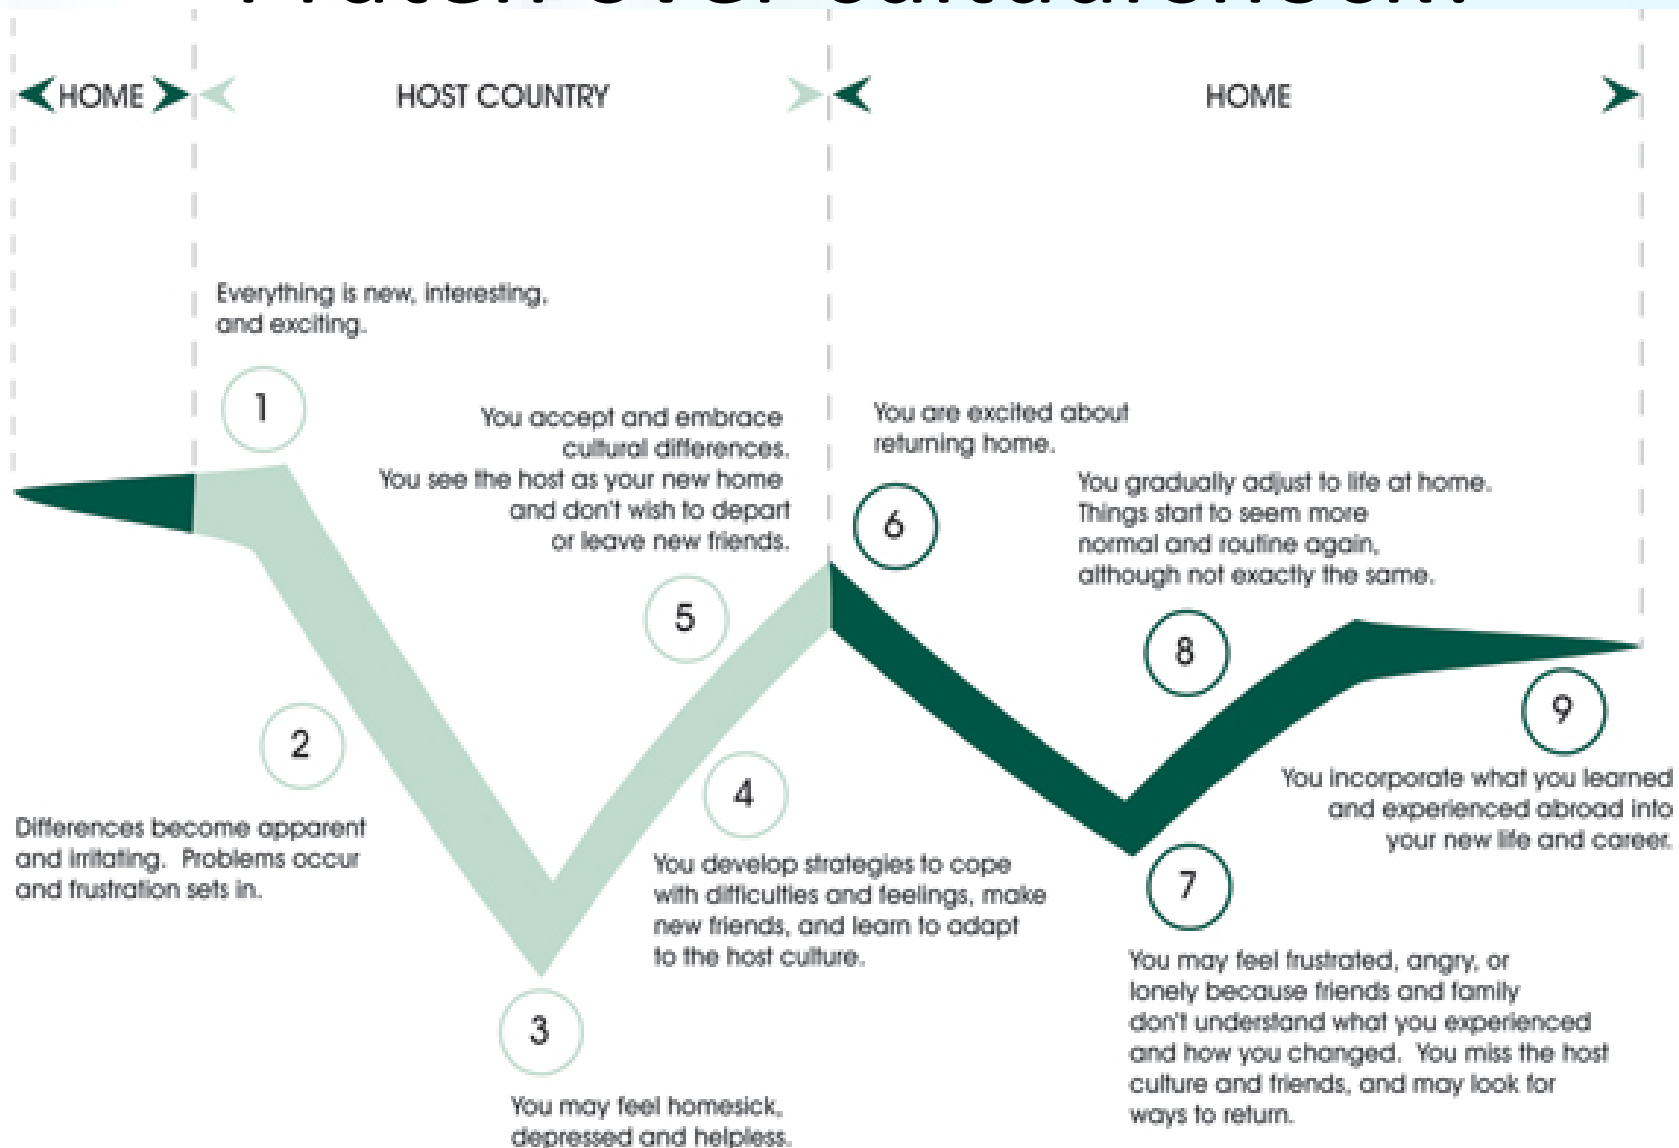 Praten over cultuurshock?
HOME
HOST COUNTRY
HOME
Everything is new, interesting,
and exciting.
1
You accept and embrace
cultural differences.
You see the host as your new home
and don't wish to depart
or leave new friends.
You are excited about
returning home.
You gradually adjust to life at home.
Things start to seem more
normal and routine again,
although not exactly the same.
6
5
8
2
9
4
Differences become apparent
and irritating. Problems occur
and frustration sets in.
You develop strategies to cope
with difficulties and feelings, make
new friends, and learn to adapt
to the host culture.
You incorporate what you learned
and experienced abroad into
your new life and career.
7
You may feel frustrated, angry, or
lonely because friends and family
don't understand what you experienced
and how you changed. You miss the host
culture and friends, and may look for
ways to return.
3
You may feel homesick,
depressed and helpless.